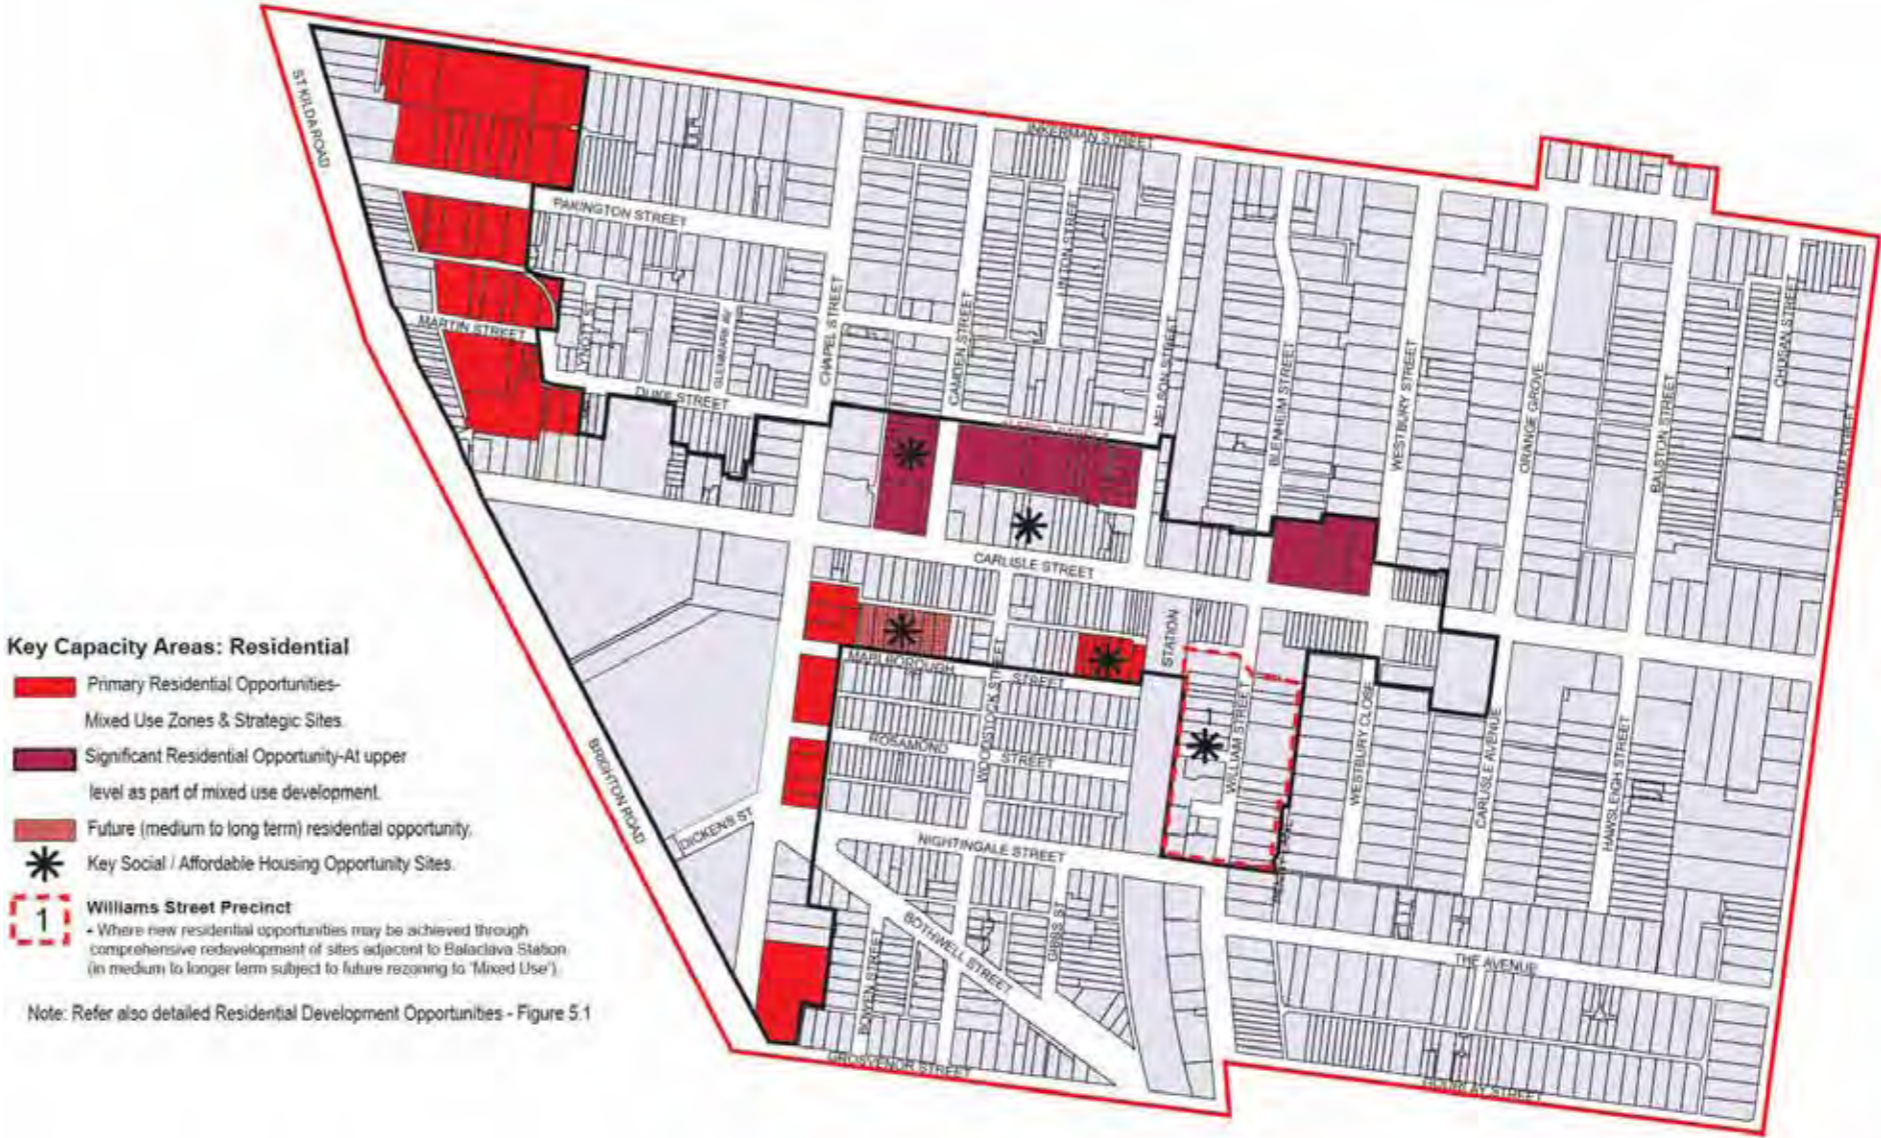 ST KILDA ROAD
INKERMAN STREET
PAKINGTON STREET
LINTON STREET
CHUSAN STREET
CHAPEL STREET
CAMDEN STREET
NELSON STREET
BLENHEIM STREET
WESTBURY STREET
ORANGE GROVE
MARTIN STREET
GLENMARK AV
DUKE STREET
CARLISLE STREET
STATION
MARLBOROUGH
STREET
WOODSTOCK STREET
ROSAMOND
STREET
WILLIAM STREET
WESTBURY CLOSE
CARLISLE AVENUE
HAWSLEIGH STREET
BRIGHTON ROAD
DICKENS ST
NIGHTINGALE STREET
BOTHWELL STREET
GIBBS ST
BOWEN STREET
THE AVENUE
GROSVENOR STREET
Key Capacity Areas: Residential
Primary Residential Opportunities-
Mixed Use Zones & Strategic Sites.
Significant Residential Opportunity-At upper
level as part of mixed use development.
Future (medium to long term) residential opportunity.
Key Social / Affordable Housing Opportunity Sites.
1
Williams Street Precinct
- Where new residential opportunities may be achieved through
comprehensive redevelopment of sites adjacent to Balaclava Station
(in medium to longer term subject to future rezoning to 'Mixed Use').
Note: Refer also detailed Residential Development Opportunities - Figure 5.1